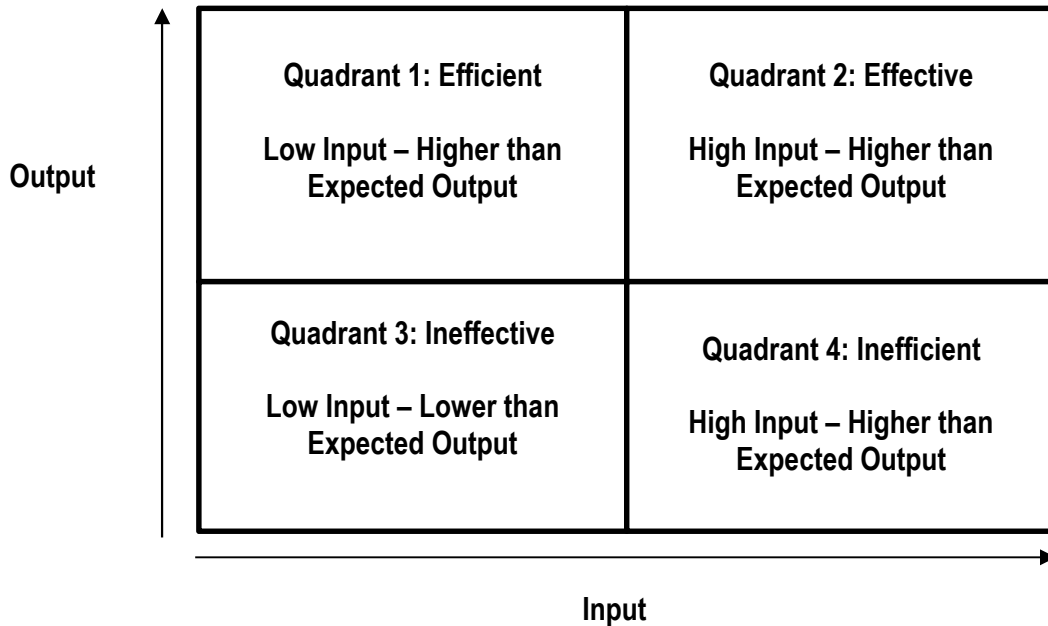 Output
Quadrant 1: Efficient
Low Input – Higher than
Expected Output
Quadrant 2: Effective
High Input – Higher than
Expected Output
Quadrant 3: Ineffective
Low Input – Lower than
Expected Output
Quadrant 4: Inefficient
High Input – Higher than
Expected Output
Input